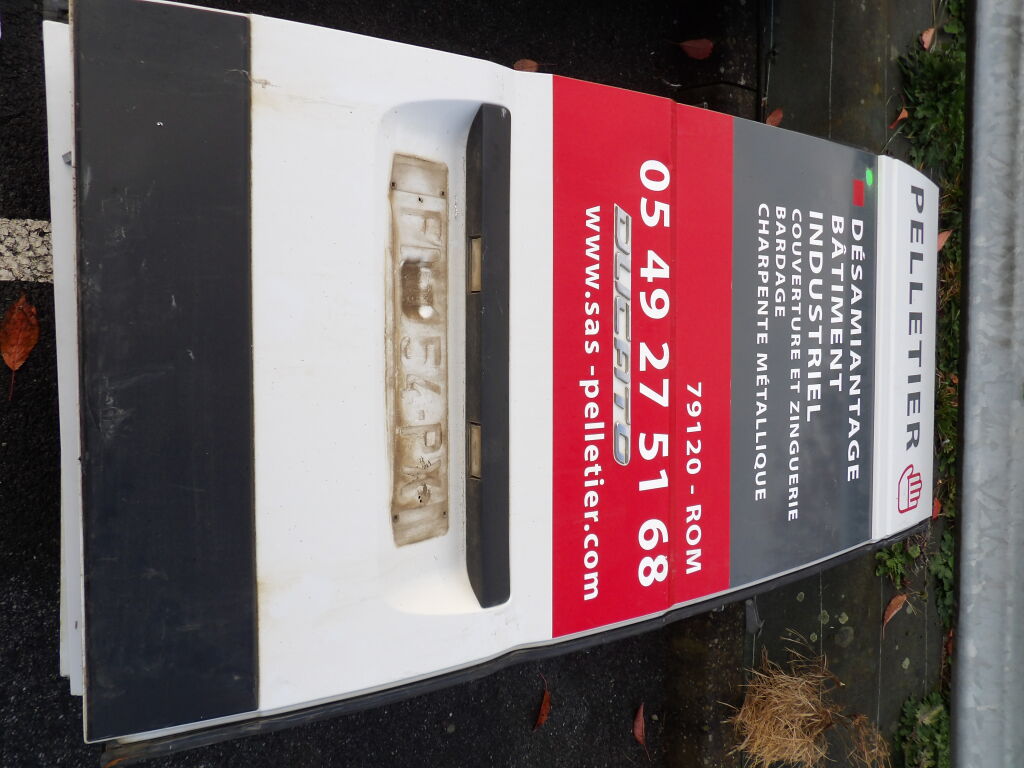 PELLETIER
DÉSAMIANTAGE
BÂTIMENT
INDUSTRIEL
COUVERTURE ET ZINGUERIE
BARDAGE
CHARPENTE MÉTALLIQUE
79120 - ROM
05 49 27 51 68
DUCATO
www.sas-pelletier.com